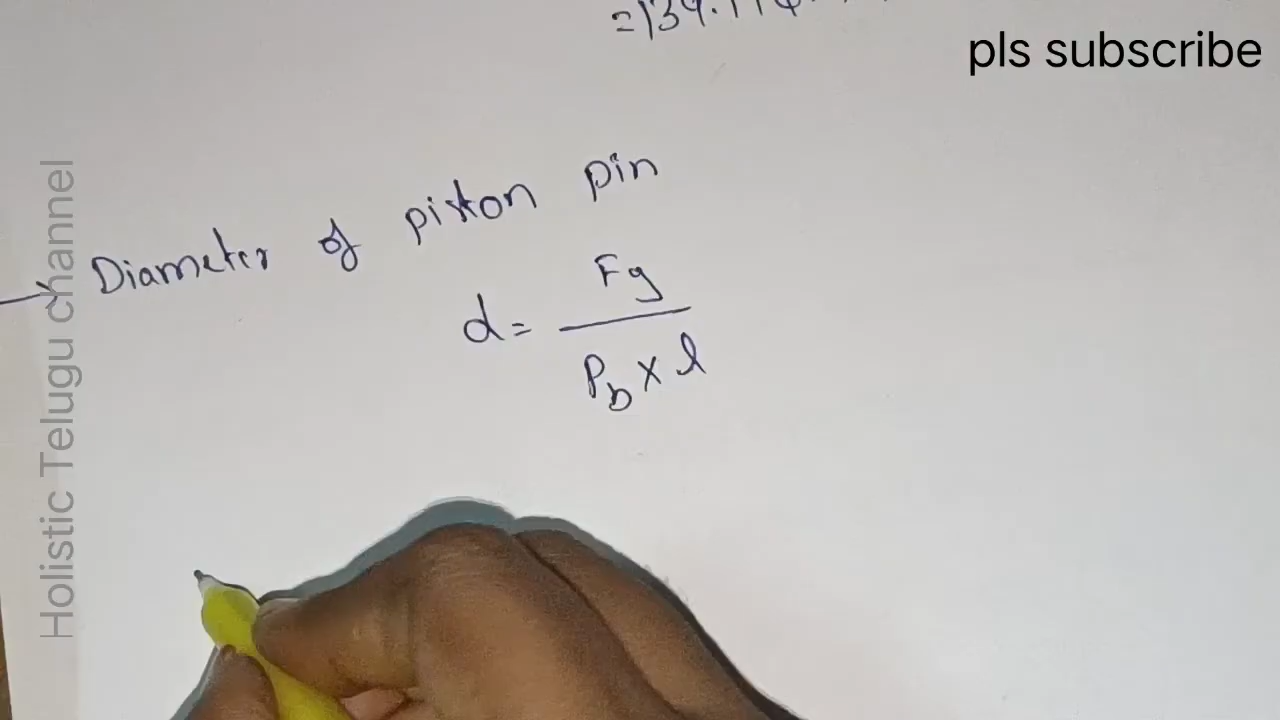 pls subscribe
→ Diameter of piston pin
d = Fg / Pb × l
Holistic Telugu channel